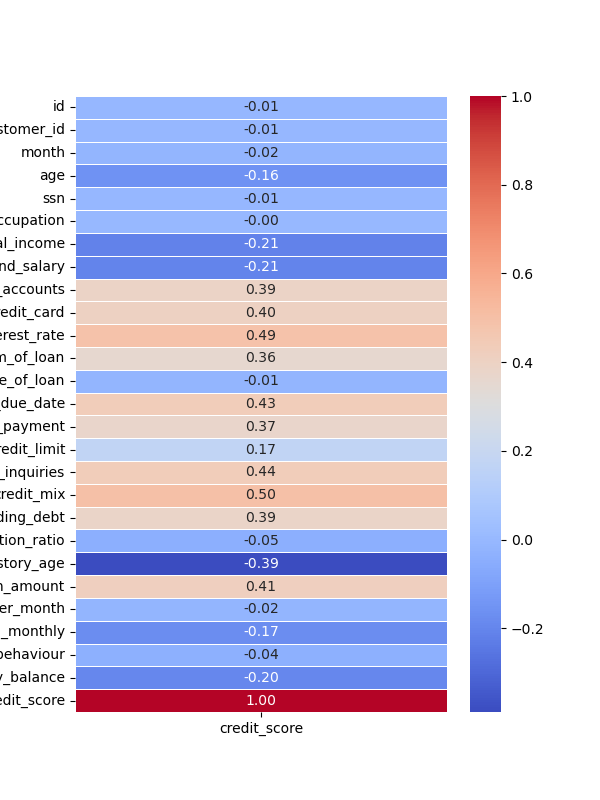 id -0.01
stomer_id -0.01
month -0.02
age -0.16
ssn -0.01
ccupation -0.00
al_income -0.21
nd_salary -0.21
_accounts 0.39
redit_card 0.40
erest_rate 0.49
m_of_loan 0.36
e_of_loan -0.01
_due_date 0.43
_payment 0.37
redit_limit 0.17
_inquiries 0.44
credit_mix 0.50
ding_debt 0.39
tion_ratio -0.05
story_age -0.39
n_amount 0.41
er_month -0.02
_monthly -0.17
behaviour -0.04
y_balance -0.20
edit_score 1.00
credit_score
1.0
0.8
0.6
0.4
0.2
0.0
−0.2